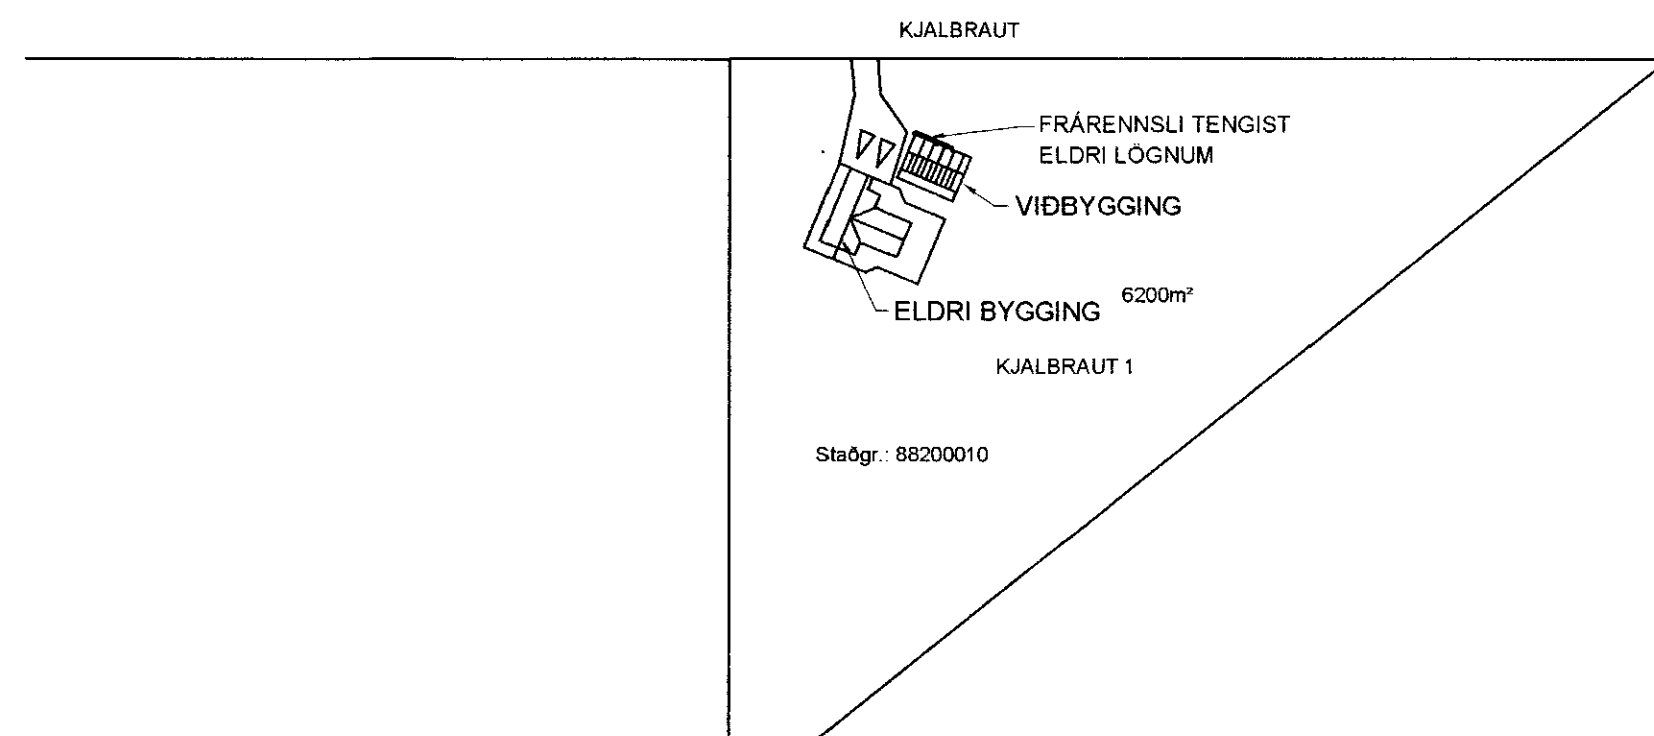 KJALBRAUT
FRÁRENNSLI TENGIST
ELDRI LÖGNUM
VIÐBYGGING
6200m²
ELDRI BYGGING
KJALBRAUT 1
Staðgr.: 88200010